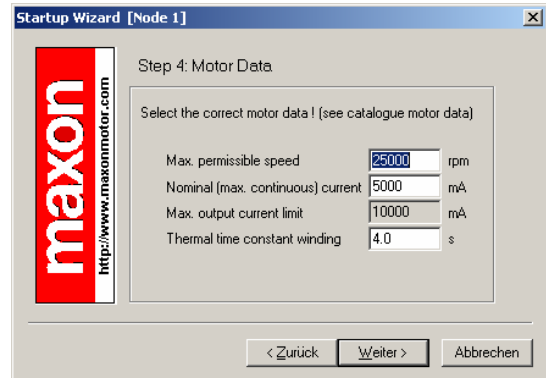 Startup Wizard [Node 1]
maxon
http://www.maxonmotor.com
Step 4: Motor Data
Select the correct motor data ! (see catalogue motor data)
Max. permissible speed 25000 rpm
Nominal (max. continuous) current 5000 mA
Max. output current limit 10000 mA
Thermal time constant winding 4.0 s
< Zurück Weiter > Abbrechen